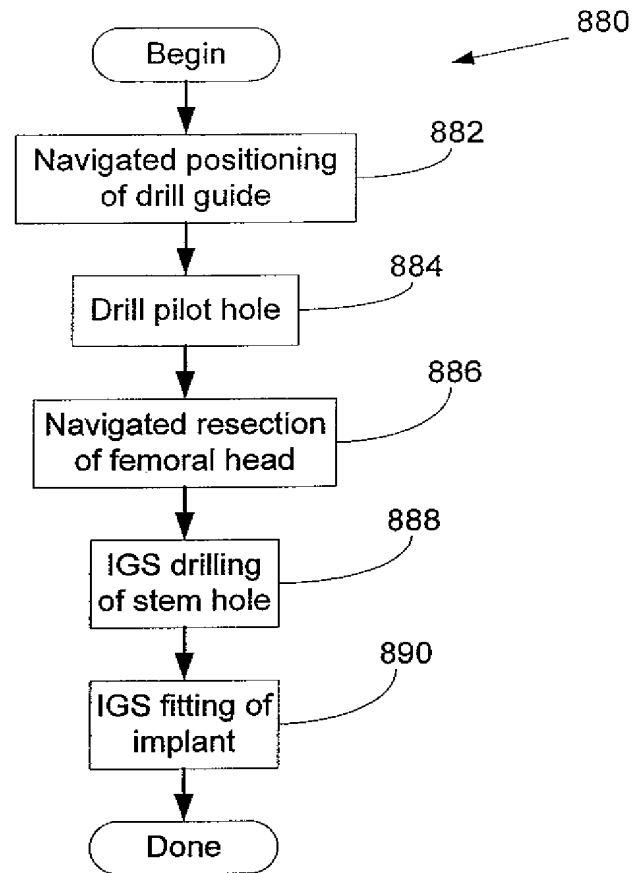 880
Begin
882
Navigated positioning
of drill guide
884
Drill pilot hole
886
Navigated resection
of femoral head
888
IGS drilling
of stem hole
890
IGS fitting of
implant
Done